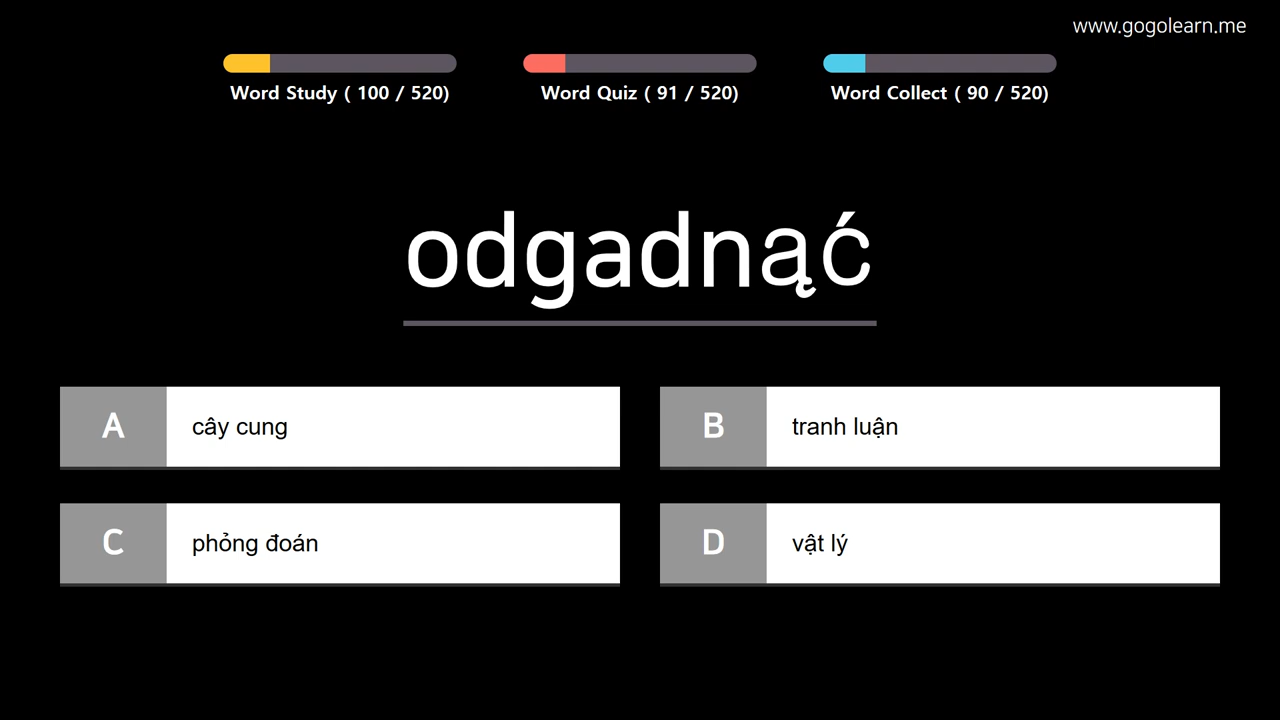 www.gogolearn.me
Word Study ( 100 / 520)
Word Quiz ( 91 / 520)
Word Collect ( 90 / 520)
odgadnąć
A cây cung
B tranh luận
C phỏng đoán
D vật lý